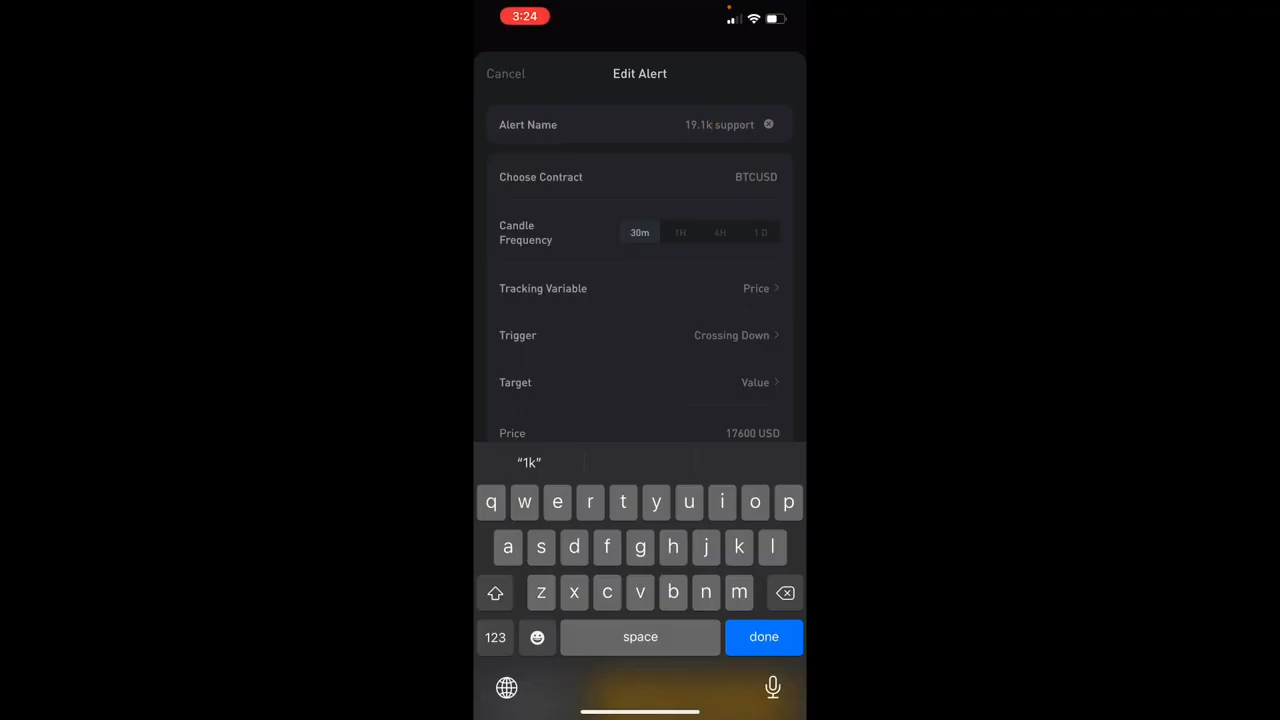 3:24
Cancel Edit Alert
Alert Name 19.1k support
Choose Contract BTCUSD
Candle
Frequency
30m 1H 4H 1 D
Tracking Variable Price
Trigger Crossing Down
Target Value
Price 17600 USD
“1k”
q w e r t y u i o p
a s d f g h j k l
z x c v b n m
123 space done